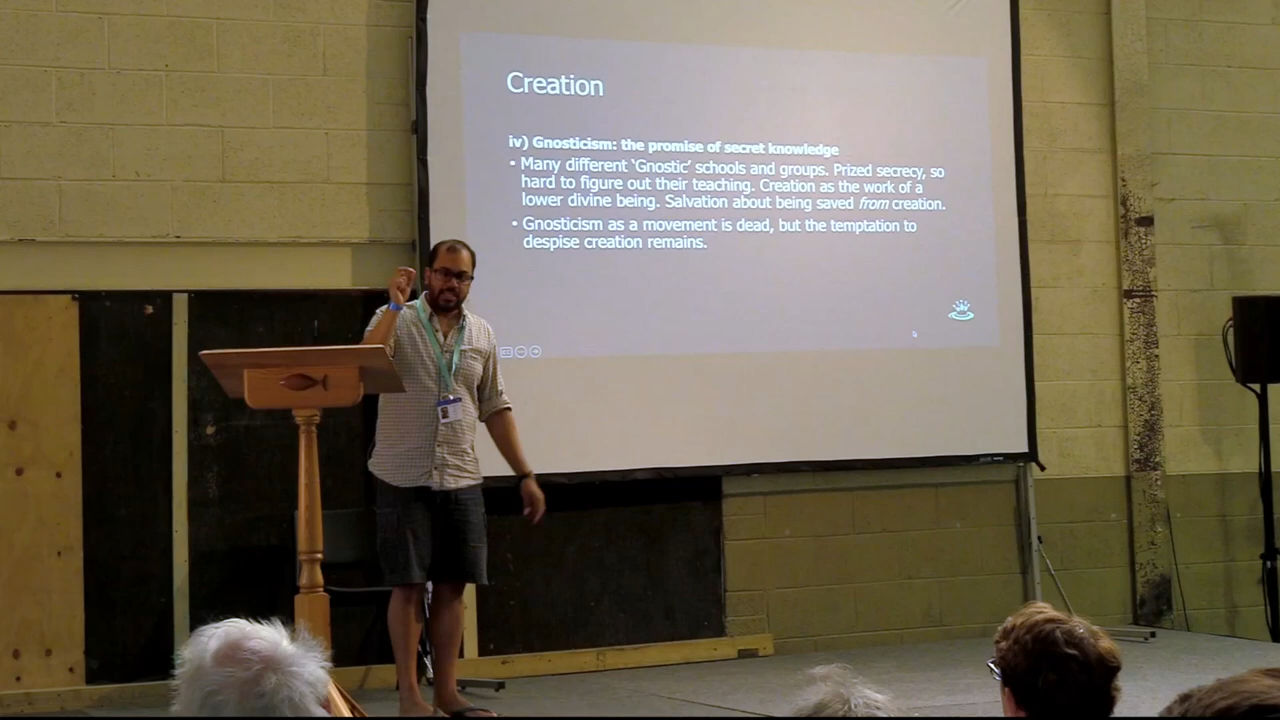 Creation
iv) Gnosticism: the promise of secret knowledge
• Many different ‘Gnostic’ schools and groups. Prized secrecy, so
hard to figure out their teaching. Creation as the work of a
lower divine being. Salvation about being saved from creation.
• Gnosticism as a movement is dead, but the temptation to
despise creation remains.